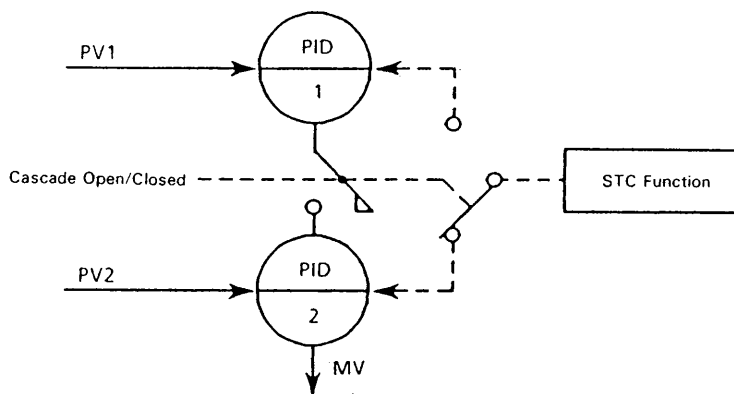 PV1
PID
1
Cascade Open/Closed
STC Function
PV2
PID
2
MV